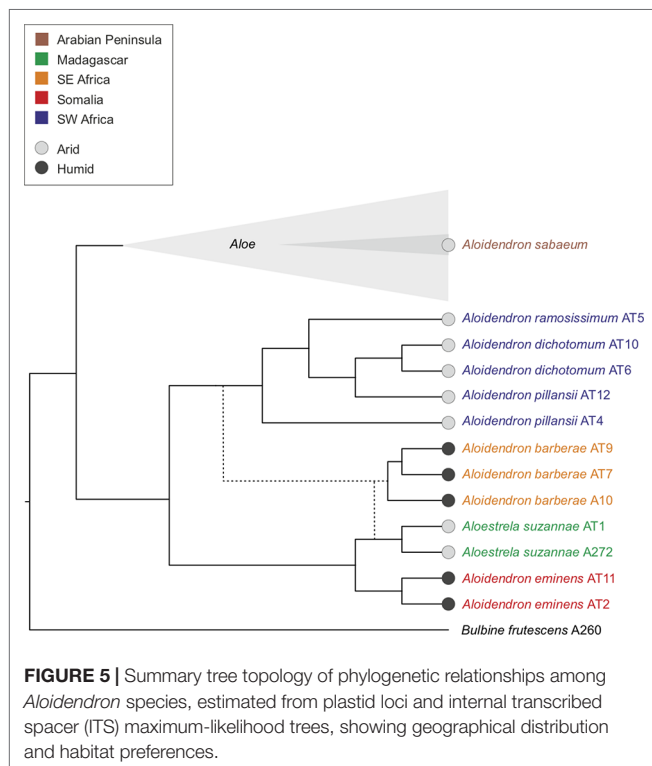 Arabian Peninsula
Madagascar
SE Africa
Somalia
SW Africa
Arid
Humid
Aloe
Aloidendron sabaeum
Aloidendron ramosissimum AT5
Aloidendron dichotomum AT10
Aloidendron dichotomum AT6
Aloidendron pillansii AT12
Aloidendron pillansii AT4
Aloidendron barberae AT9
Aloidendron barberae AT7
Aloidendron barberae A10
Aloestrela suzannae AT1
Aloestrela suzannae A272
Aloidendron eminens AT11
Aloidendron eminens AT2
Bulbine frutescens A260
FIGURE 5 | Summary tree topology of phylogenetic relationships among
Aloidendron species, estimated from plastid loci and internal transcribed
spacer (ITS) maximum-likelihood trees, showing geographical distribution
and habitat preferences.